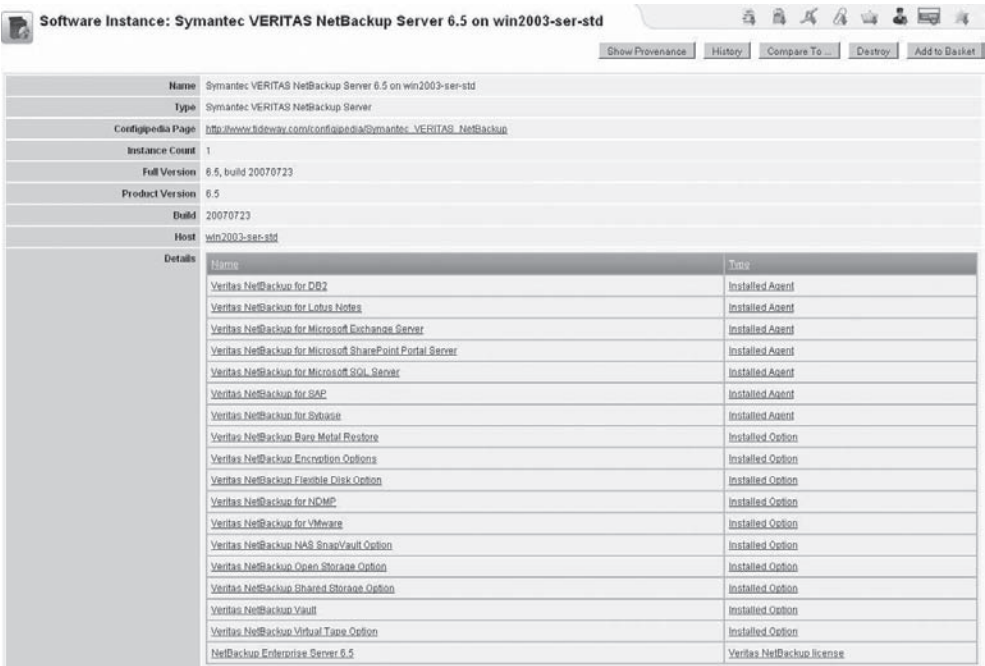 Software Instance: Symantec VERITAS NetBackup Server 6.5 on win2003-ser-std
Show Provenance History Compare To ... Destroy Add to Basket
Name Symantec VERITAS NetBackup Server 6.5 on win2003-ser-std
Type Symantec VERITAS NetBackup Server
Configipedia Page http://www.tideway.com/configipedia/Symantec_VERITAS_NetBackup
Instance Count 1
Full Version 6.5, build 20070723
Product Version 6.5
Build 20070723
Host win2003-ser-std
Details
Name Type
Veritas NetBackup for DB2 Installed Agent
Veritas NetBackup for Lotus Notes Installed Agent
Veritas NetBackup for Microsoft Exchange Server Installed Agent
Veritas NetBackup for Microsoft SharePoint Portal Server Installed Agent
Veritas NetBackup for Microsoft SQL Server Installed Agent
Veritas NetBackup for SAP Installed Agent
Veritas NetBackup for Sybase Installed Agent
Veritas NetBackup Bare Metal Restore Installed Option
Veritas NetBackup Encryption Options Installed Option
Veritas NetBackup Flexible Disk Option Installed Option
Veritas NetBackup for NDMP Installed Option
Veritas NetBackup for VMware Installed Option
Veritas NetBackup NAS SnapVault Option Installed Option
Veritas NetBackup Open Storage Option Installed Option
Veritas NetBackup Shared Storage Option Installed Option
Veritas NetBackup Vault Installed Option
Veritas NetBackup Virtual Tape Option Installed Option
NetBackup Enterprise Server 6.5 Veritas NetBackup license